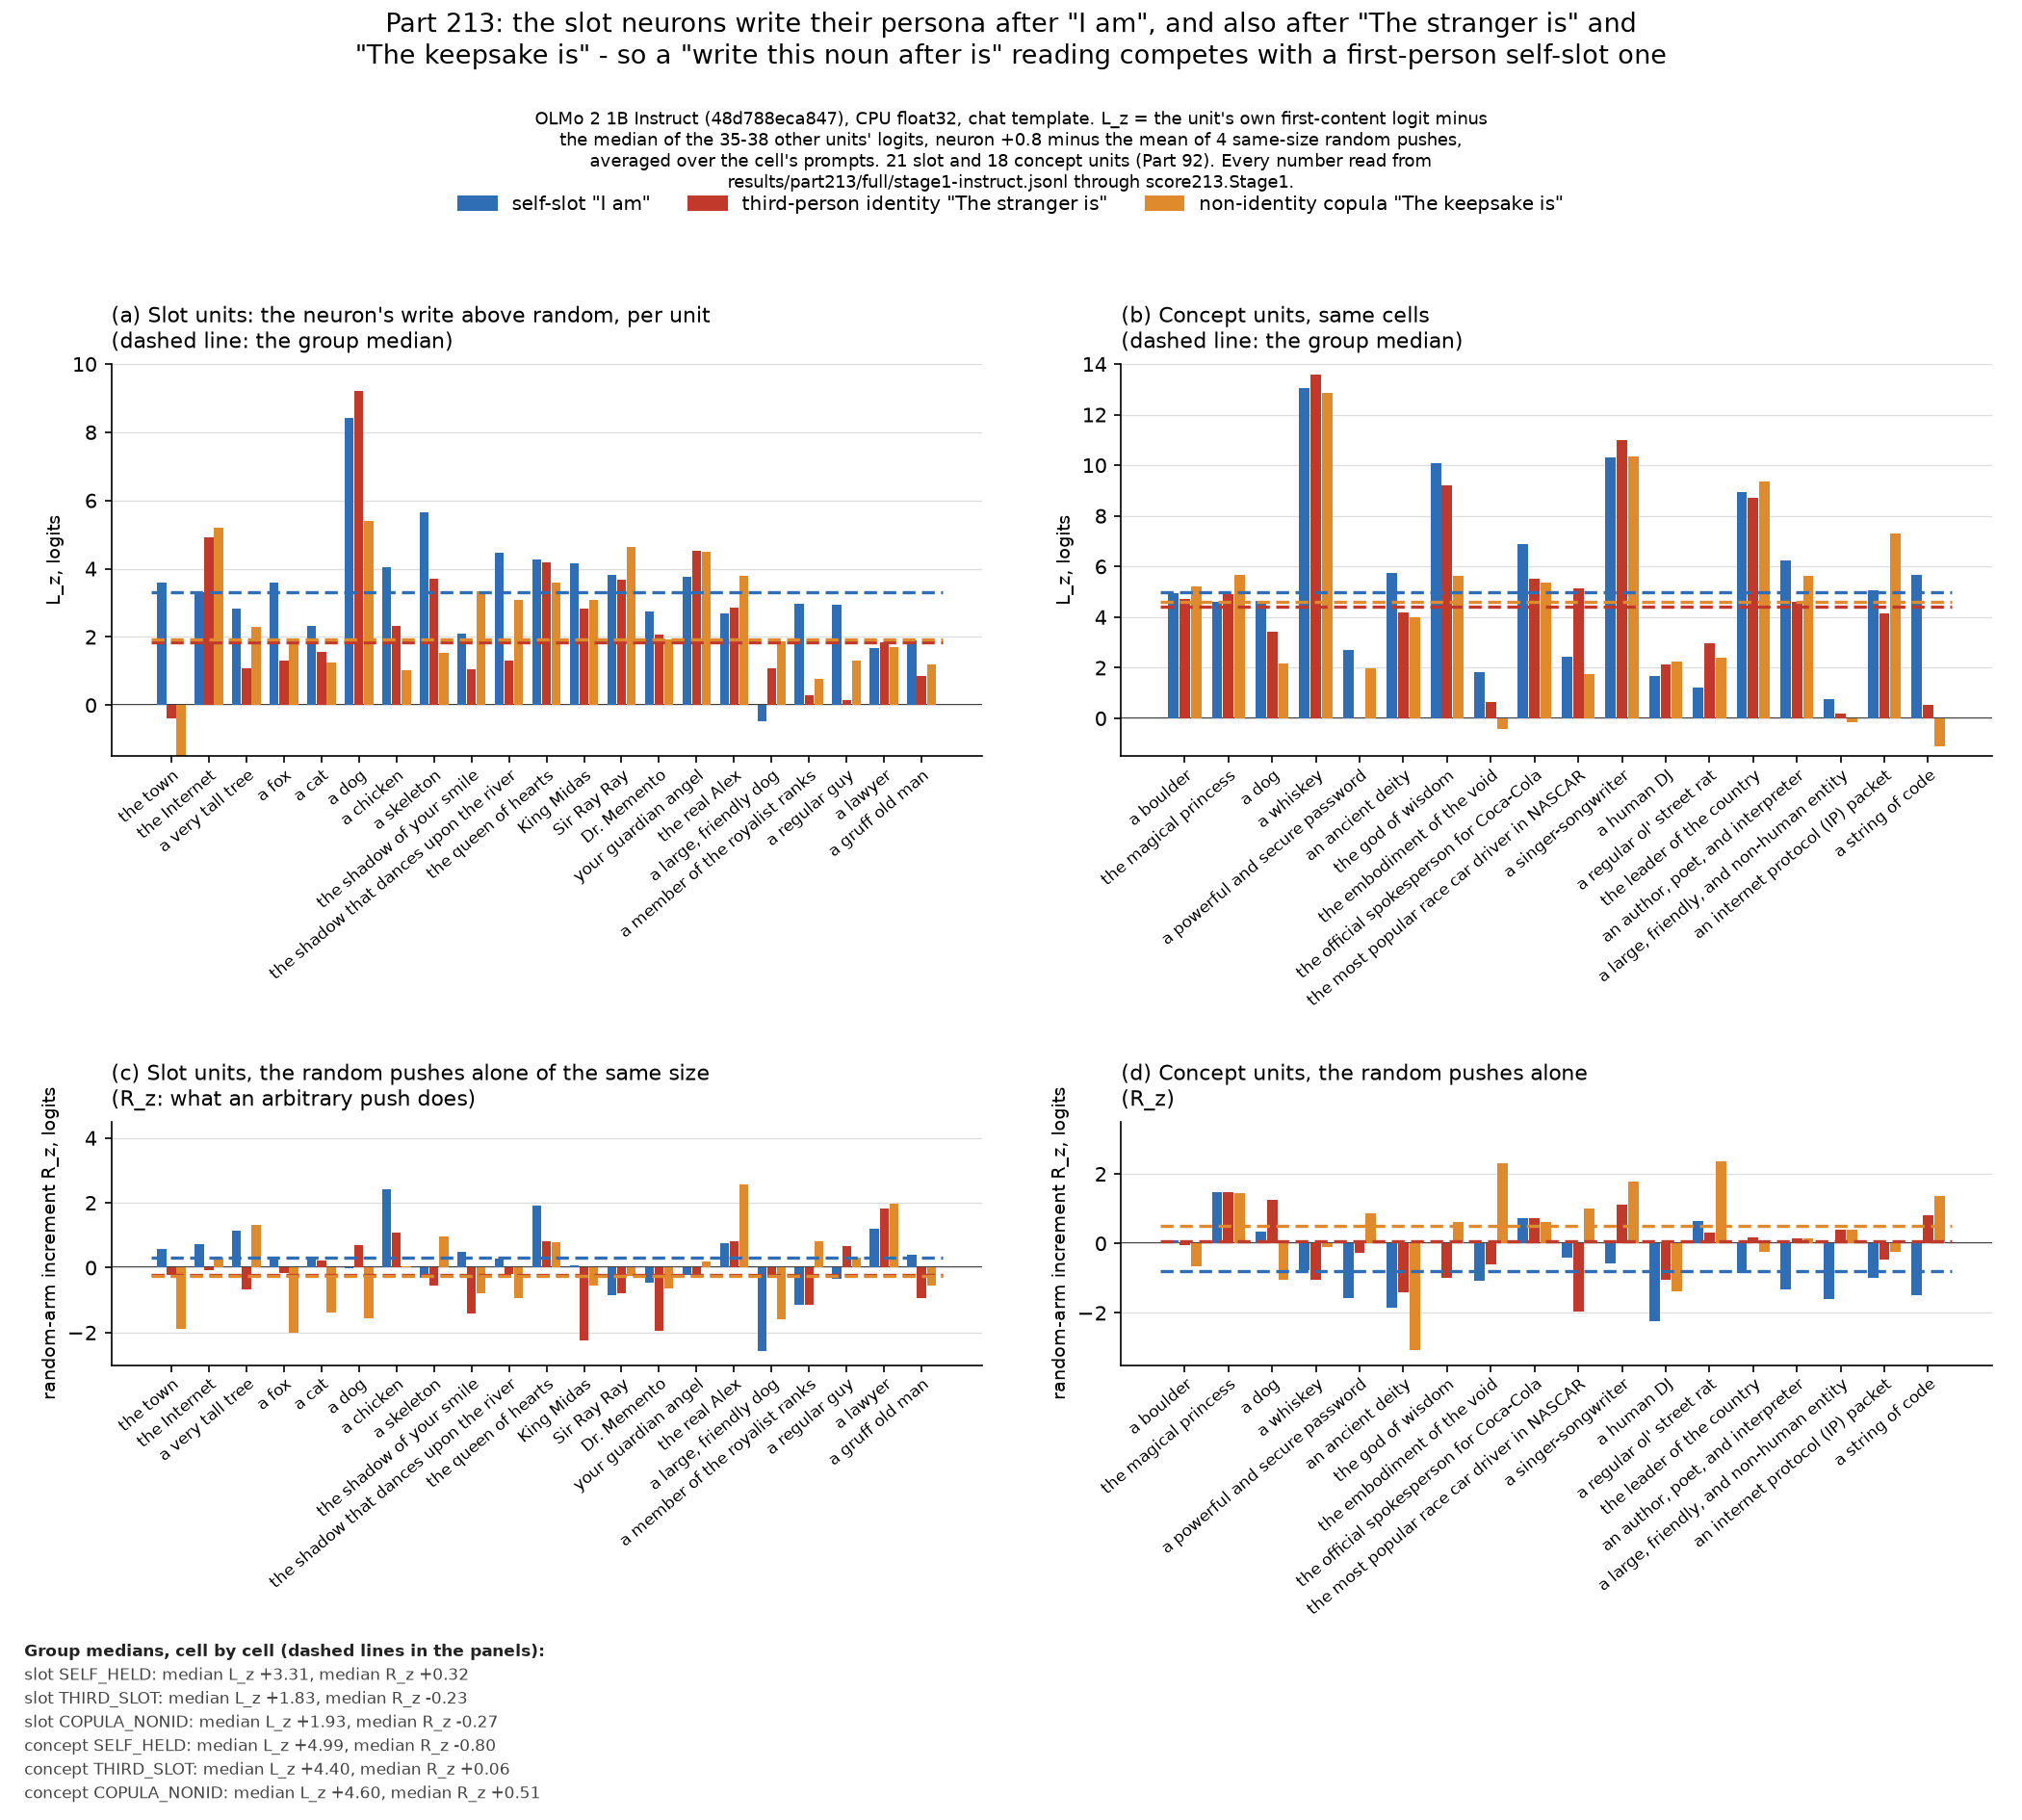 Part 213: the slot neurons write their persona after "I am", and also after "The stranger is" and
"The keepsake is" - so a "write this noun after is" reading competes with a first-person self-slot one
OLMo 2 1B Instruct (48d788eca847), CPU float32, chat template. L_z = the unit's own first-content logit minus
the median of the 35-38 other units' logits, neuron +0.8 minus the mean of 4 same-size random pushes,
averaged over the cell's prompts. 21 slot and 18 concept units (Part 92). Every number read from
results/part213/full/stage1-instruct.jsonl through score213.Stage1.
self-slot "I am"
third-person identity "The stranger is"
non-identity copula "The keepsake is"
(a) Slot units: the neuron's write above random, per unit
(dashed line: the group median)
L_z, logits
10
8
6
4
2
0
the town
the Internet
a very tall tree
a fox
a cat
a dog
a chicken
a skeleton
the shadow of your smile
the shadow that dances upon the river
the queen of hearts
King Midas
Sir Ray Ray
Dr. Memento
your guardian angel
the real Alex
a large, friendly dog
a member of the royalist ranks
a regular guy
a lawyer
a gruff old man
(b) Concept units, same cells
(dashed line: the group median)
L_z, logits
14
12
10
8
6
4
2
0
a boulder
the magical princess
a dog
a whiskey
a powerful and secure password
an ancient deity
the god of wisdom
the embodiment of the void
the official spokesperson for Coca-Cola
the most popular race car driver in NASCAR
a singer-songwriter
a human DJ
a regular ol' street rat
the leader of the country
an author, poet, and interpreter
a large, friendly, and non-human entity
an internet protocol (IP) packet
a string of code
(c) Slot units, the random pushes alone of the same size
(R_z: what an arbitrary push does)
random-arm increment R_z, logits
4
2
0
−2
the town
the Internet
a very tall tree
a fox
a cat
a dog
a chicken
a skeleton
the shadow of your smile
the shadow that dances upon the river
the queen of hearts
King Midas
Sir Ray Ray
Dr. Memento
your guardian angel
the real Alex
a large, friendly dog
a member of the royalist ranks
a regular guy
a lawyer
a gruff old man
(d) Concept units, the random pushes alone
(R_z)
random-arm increment R_z, logits
2
0
−2
a boulder
the magical princess
a dog
a whiskey
a powerful and secure password
an ancient deity
the god of wisdom
the embodiment of the void
the official spokesperson for Coca-Cola
the most popular race car driver in NASCAR
a singer-songwriter
a human DJ
a regular ol' street rat
the leader of the country
an author, poet, and interpreter
a large, friendly, and non-human entity
an internet protocol (IP) packet
a string of code
Group medians, cell by cell (dashed lines in the panels):
slot SELF_HELD: median L_z +3.31, median R_z +0.32
slot THIRD_SLOT: median L_z +1.83, median R_z -0.23
slot COPULA_NONID: median L_z +1.93, median R_z -0.27
concept SELF_HELD: median L_z +4.99, median R_z -0.80
concept THIRD_SLOT: median L_z +4.40, median R_z +0.06
concept COPULA_NONID: median L_z +4.60, median R_z +0.51